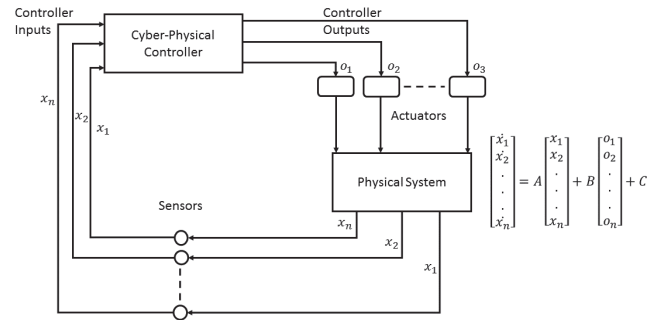 Controller
Inputs
Cyber-Physical
Controller
Controller
Outputs
o₁
o₂
o₃
xₙ
x₂
x₁
Actuators
Physical System
Sensors
xₙ
x₂
x₁
[ẋ₁ ẋ₂ . . . ẋₙ] = A [x₁ x₂ . . . xₙ] + B [o₁ o₂ . . . oₙ] + C